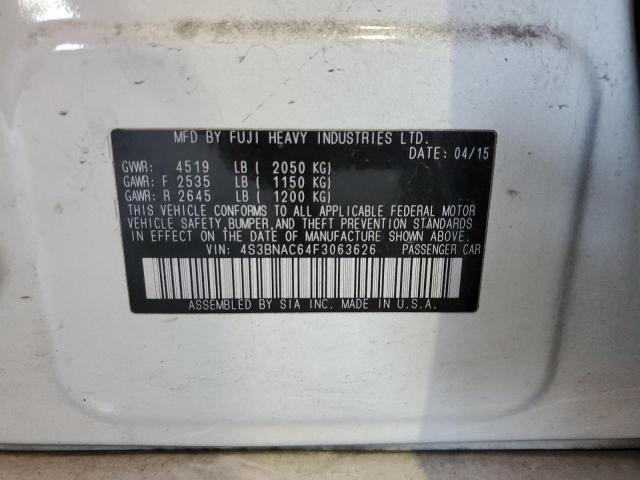 MFD BY FUJI HEAVY INDUSTRIES LTD.
DATE: 04/15
GVWR: 4519 LB ( 2050 KG)
GAWR: F 2535 LB ( 1150 KG)
GAWR: R 2645 LB ( 1200 KG)
THIS VEHICLE CONFORMS TO ALL APPLICABLE FEDERAL MOTOR
VEHICLE SAFETY,BUMPER,AND THEFT PREVENTION STANDARDS
IN EFFECT ON THE DATE OF MANUFACTURE SHOWN ABOVE.
VIN: 4S3BNAC64F3063626 PASSENGER CAR
ASSEMBLED BY SIA INC. MADE IN U.S.A.